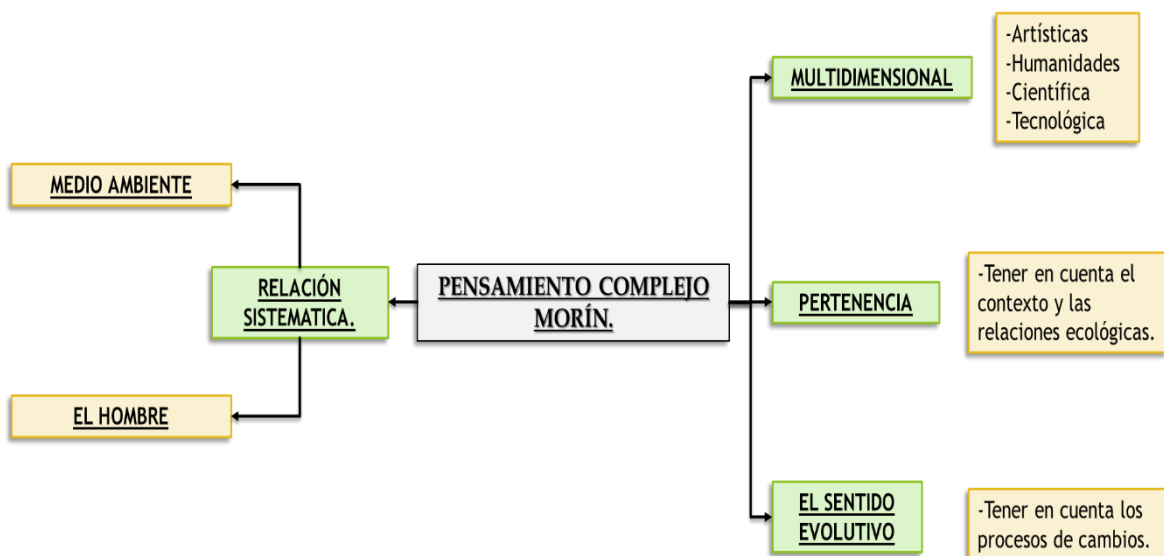 -Artísticas
-Humanidades
-Científica
-Tecnológica
MULTIDIMENSIONAL
MEDIO AMBIENTE
RELACIÓN
SISTEMATICA.
PENSAMIENTO COMPLEJO
MORÍN.
PERTENENCIA
-Tener en cuenta el
contexto y las
relaciones ecológicas.
EL HOMBRE
EL SENTIDO
EVOLUTIVO
-Tener en cuenta los
procesos de cambios.